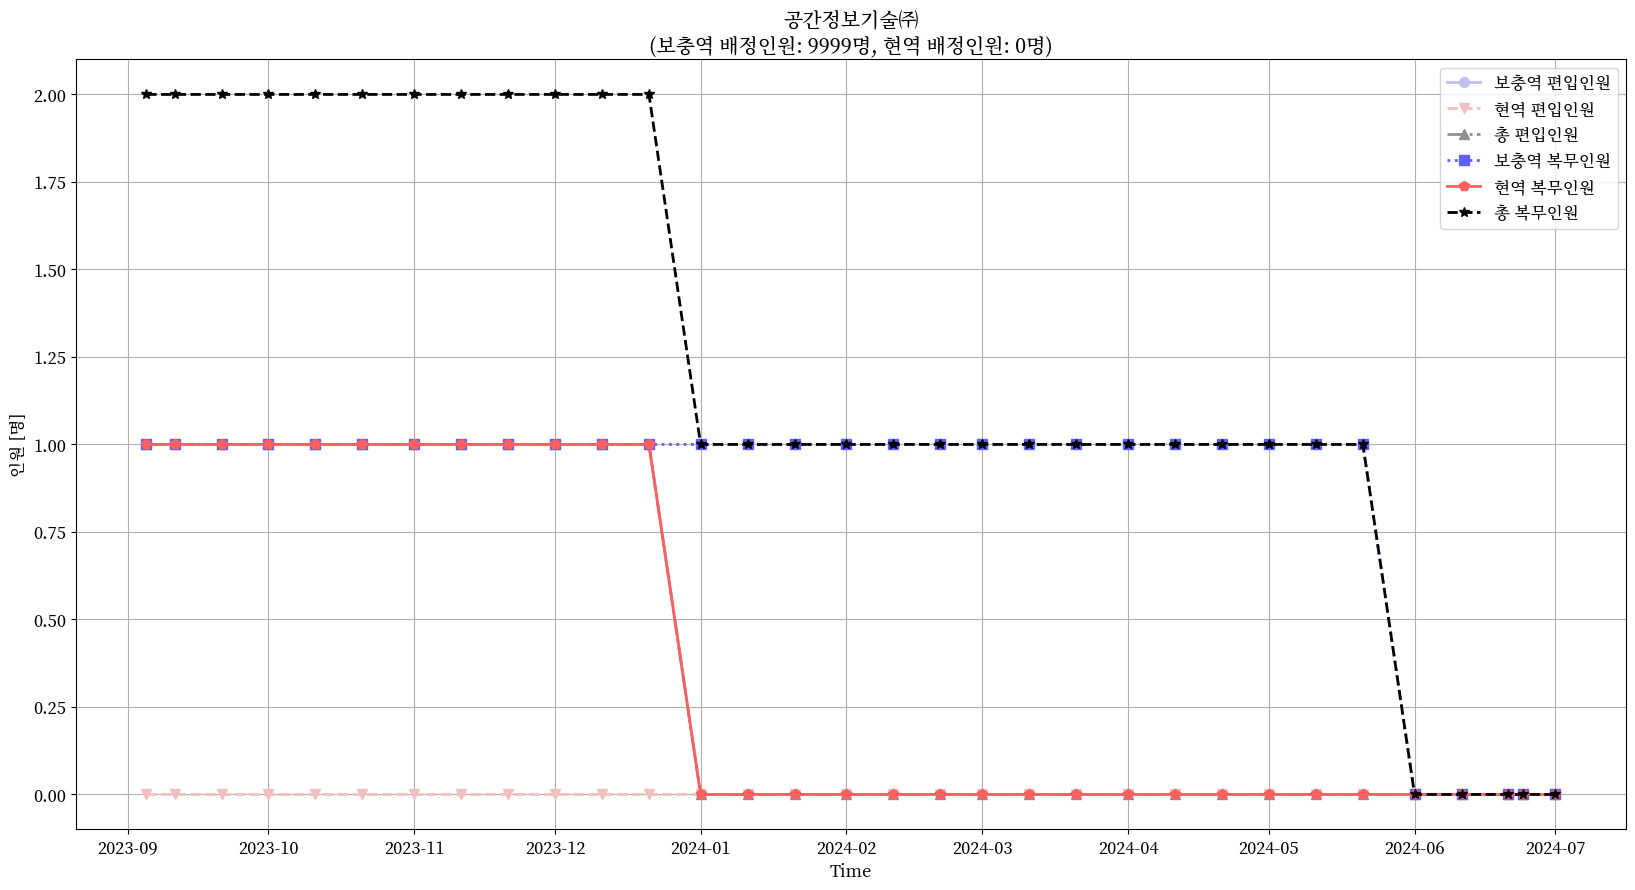 공간정보기술㈜
(보충역 배정인원: 9999명, 현역 배정인원: 0명)
보충역 편입인원
현역 편입인원
총 편입인원
보충역 복무인원
현역 복무인원
총 복무인원
2.00
1.75
1.50
1.25
1.00
0.75
0.50
0.25
0.00
인원 [명]
2023-09 2023-10 2023-11 2023-12 2024-01 2024-02 2024-03 2024-04 2024-05 2024-06 2024-07
Time